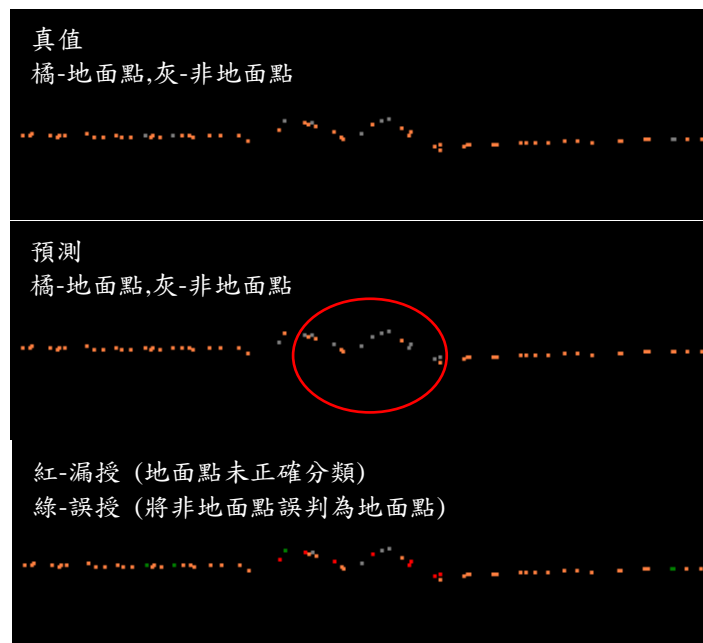 真值
橘-地面點,灰-非地面點
預測
橘-地面點,灰-非地面點
紅-漏授 (地面點未正確分類)
綠-誤授 (將非地面點誤判為地面點)